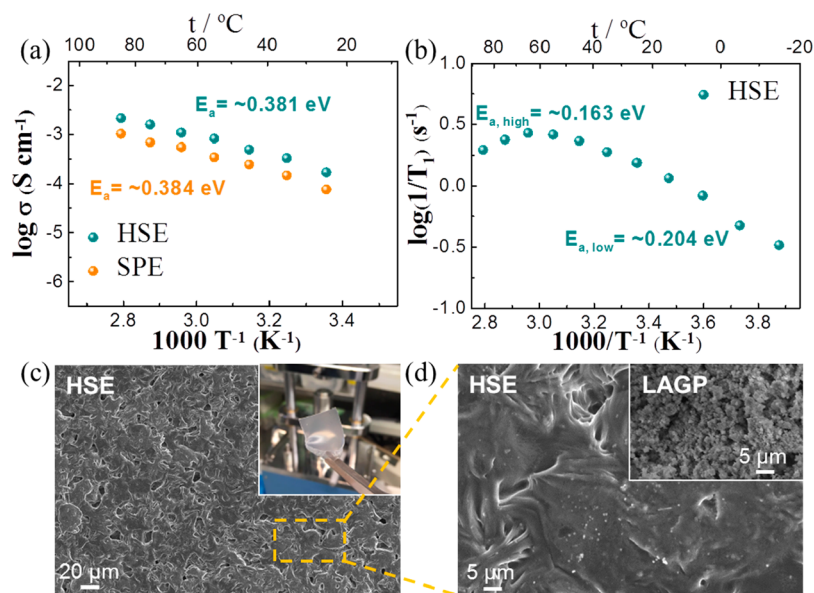 (a)
t / °C
100 80 60 40 20
-2
-3
-4
-5
-6
log σ (S cm⁻¹)
Eₐ= ~0.381 eV
Eₐ= ~0.384 eV
HSE
SPE
2.8 3.0 3.2 3.4
1000 T⁻¹ (K⁻¹)
(b)
t / °C
80 60 40 20 0 -20
1.0
0.5
0.0
-0.5
-1.0
log(1/T₁) (s⁻¹)
HSE
Eₐ, ₕᵢgₕ= ~0.163 eV
Eₐ, ₗₒw= ~0.204 eV
2.8 3.0 3.2 3.4 3.6 3.8
1000/T⁻¹ (K⁻¹)
(c)
HSE
20 μm
(d)
HSE
LAGP
5 μm
5 μm